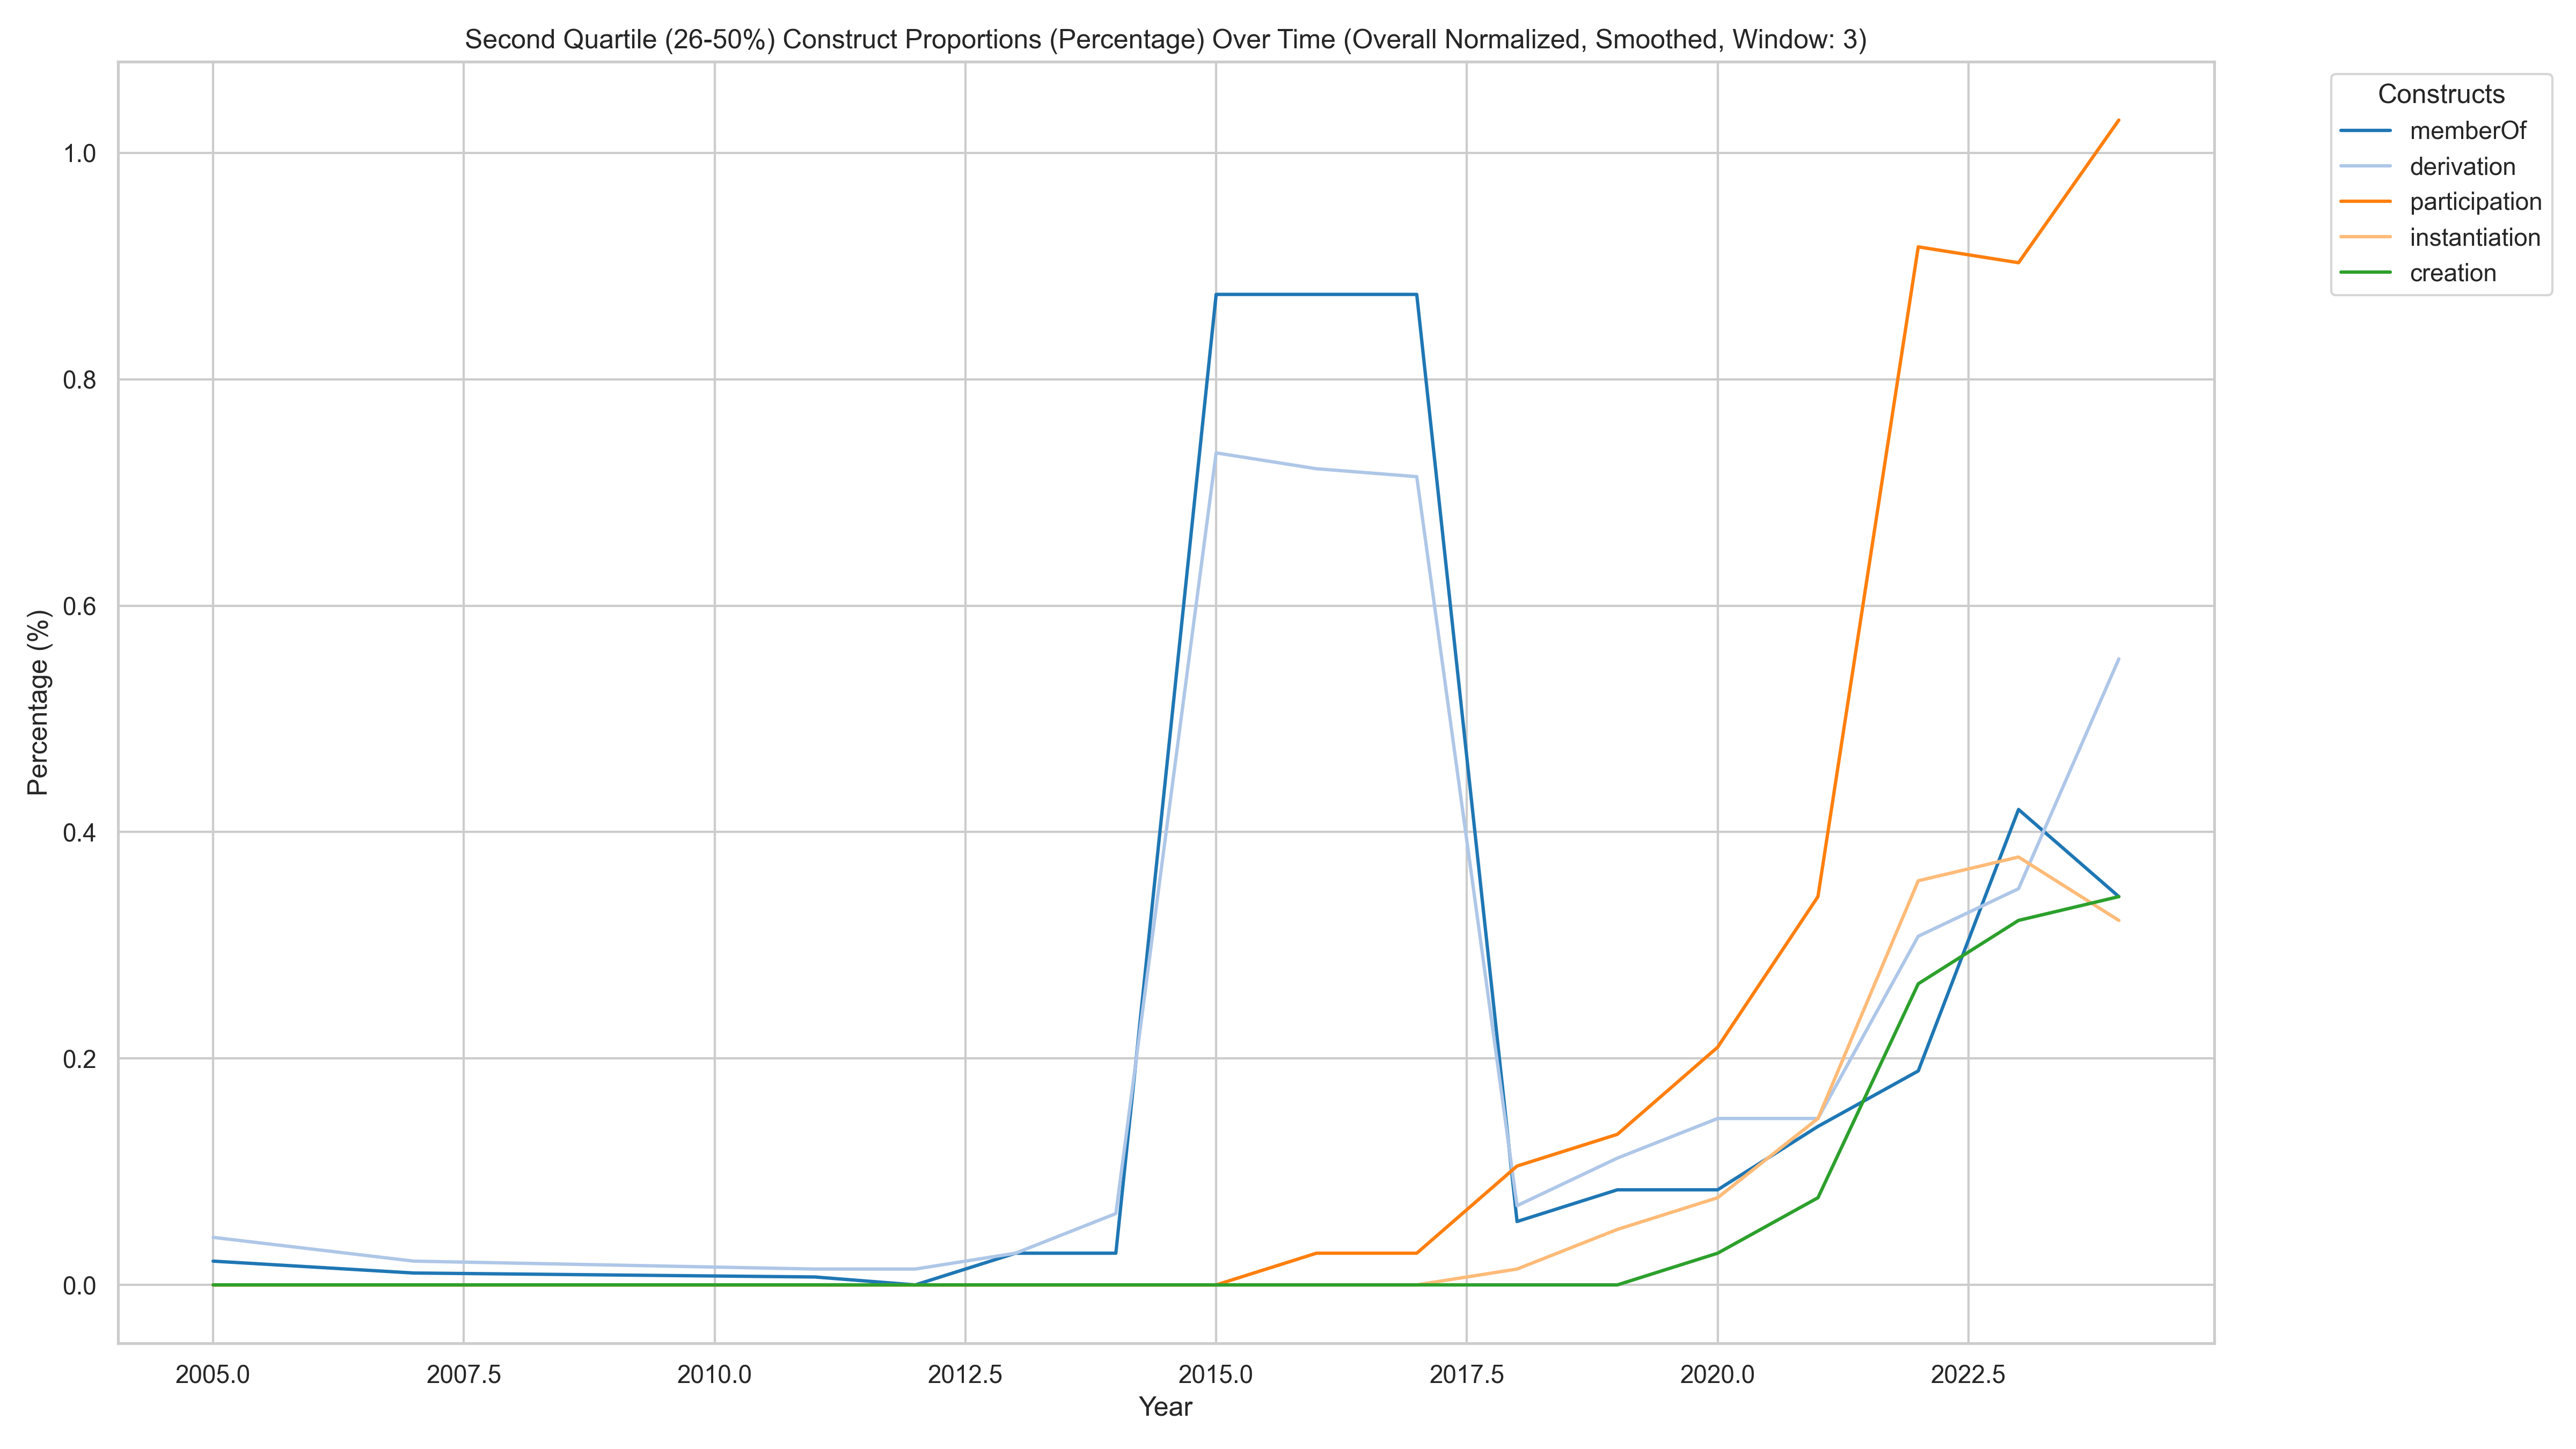 Second Quartile (26-50%) Construct Proportions (Percentage) Over Time (Overall Normalized, Smoothed, Window: 3)
Constructs
memberOf
derivation
participation
instantiation
creation
Percentage (%)
1.0
0.8
0.6
0.4
0.2
0.0
2005.0 2007.5 2010.0 2012.5 2015.0 2017.5 2020.0 2022.5
Year